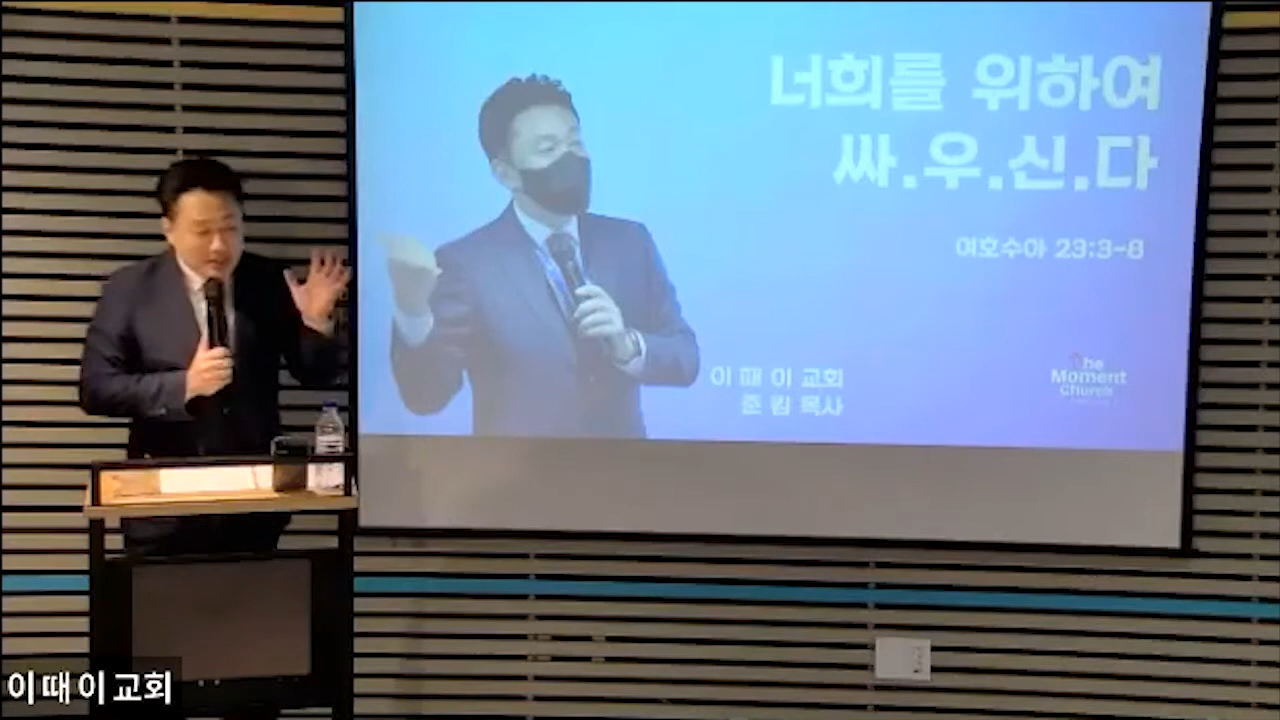 너희를 위하여
싸.우.신.다
여호수아 23:3-8
이 때 이 교회
준 킴 목사
The
Moment
Church
이 때 이 교회